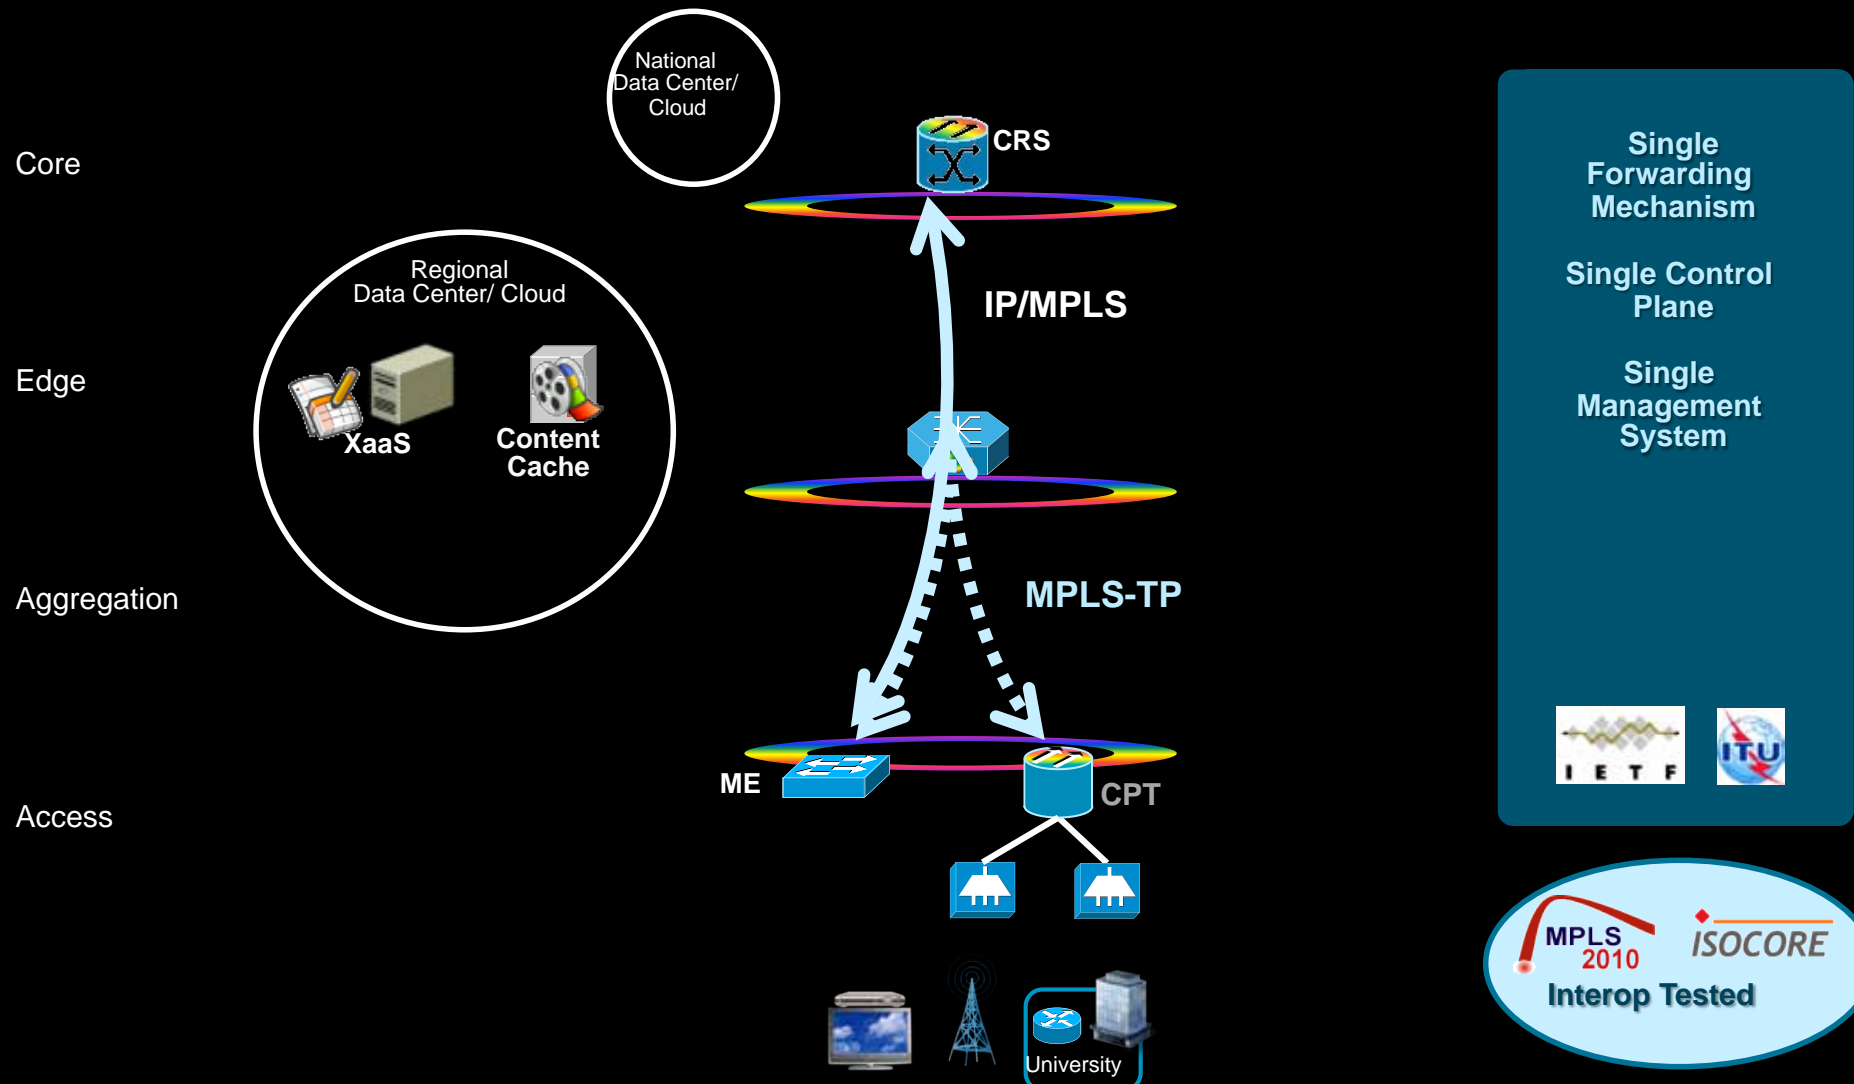 National
Data Center/
Cloud
Core
CRS
Single
Forwarding
Mechanism
Regional
Data Center/ Cloud
IP/MPLS
Single Control
Plane
Edge
Single
Management
System
XaaS
Content
Cache
Aggregation
MPLS-TP
IETF
ITU
ME
CPT
Access
MPLS
2010
ISOCORE
Interop Tested
University